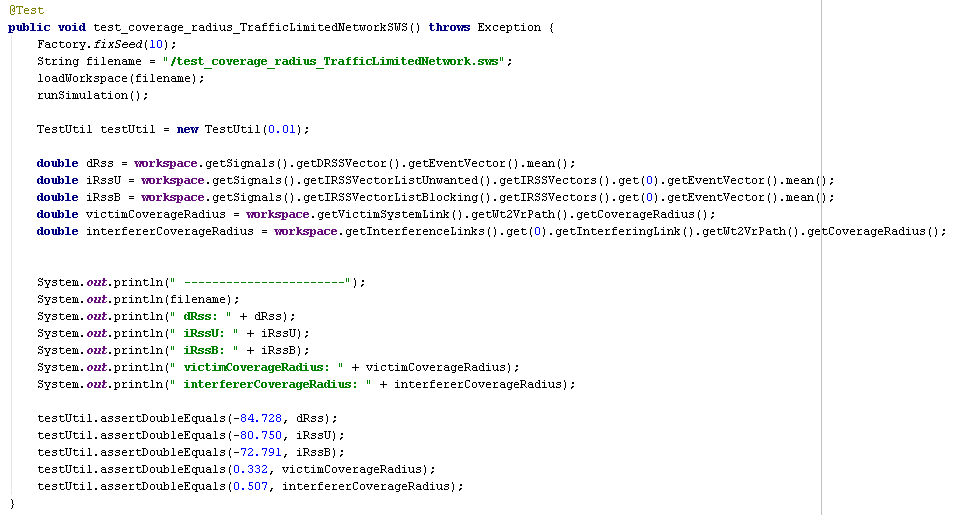 @Test
public void test_coverage_radius_TrafficLimitedNetworkSWS() throws Exception {
    Factory.fixSeed(10);
    String filename = "/test_coverage_radius_TrafficLimitedNetwork.sws";
    loadWorkspace(filename);
    runSimulation();

    TestUtil testUtil = new TestUtil(0.01);

    double dRss = workspace.getSignals().getDRSSVector().getEventVector().mean();
    double iRssU = workspace.getSignals().getIRSSVectorListUnwanted().getIRSSVectors().get(0).getEventVector().mean();
    double iRssB = workspace.getSignals().getIRSSVectorListBlocking().getIRSSVectors().get(0).getEventVector().mean();
    double victimCoverageRadius = workspace.getVictimSystemLink().getWt2VrPath().getCoverageRadius();
    double interfererCoverageRadius = workspace.getInterferenceLinks().get(0).getInterferingLink().getWt2VrPath().getCoverageRadius();

    System.out.println(" -----------------------");
    System.out.println(filename);
    System.out.println(" dRss: " + dRss);
    System.out.println(" iRssU: " + iRssU);
    System.out.println(" iRssB: " + iRssB);
    System.out.println(" victimCoverageRadius: " + victimCoverageRadius);
    System.out.println(" interfererCoverageRadius: " + interfererCoverageRadius);

    testUtil.assertDoubleEquals(-84.728, dRss);
    testUtil.assertDoubleEquals(-80.750, iRssU);
    testUtil.assertDoubleEquals(-72.791, iRssB);
    testUtil.assertDoubleEquals(0.332, victimCoverageRadius);
    testUtil.assertDoubleEquals(0.507, interfererCoverageRadius);
}